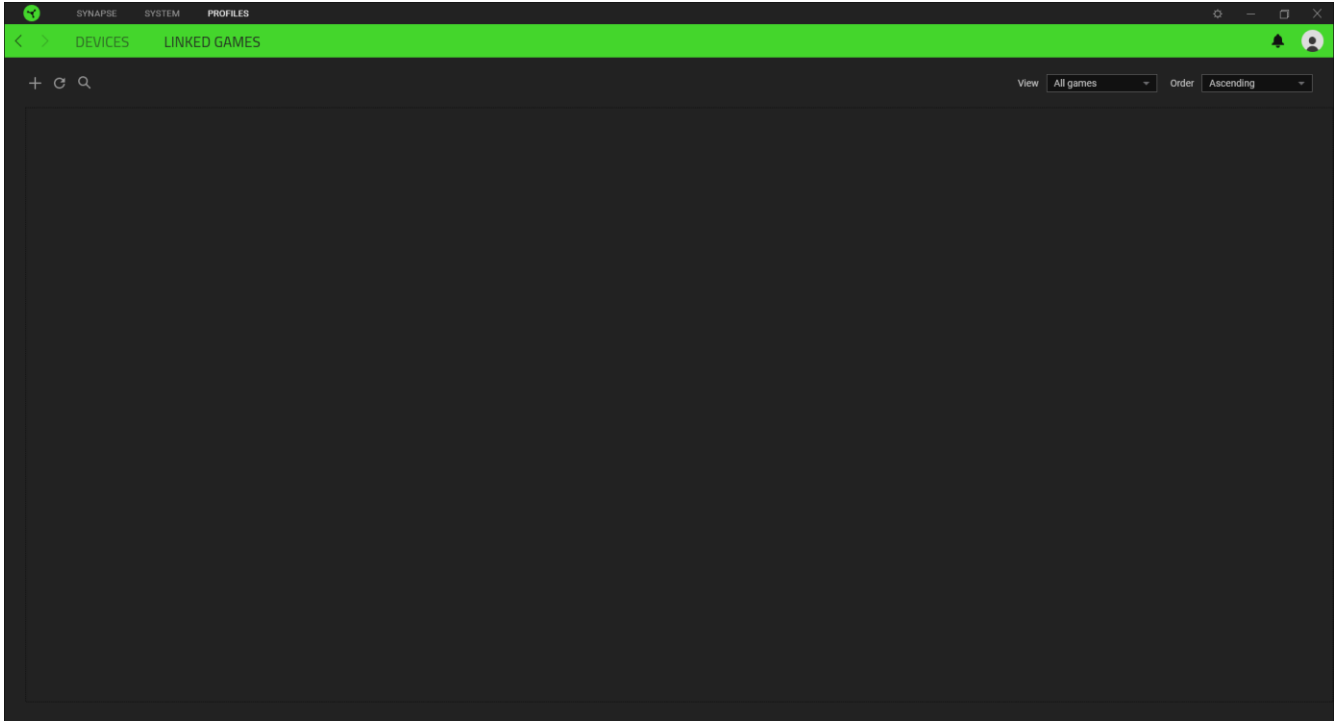 SYNAPSE SYSTEM PROFILES
DEVICES LINKED GAMES
View All games Order Ascending